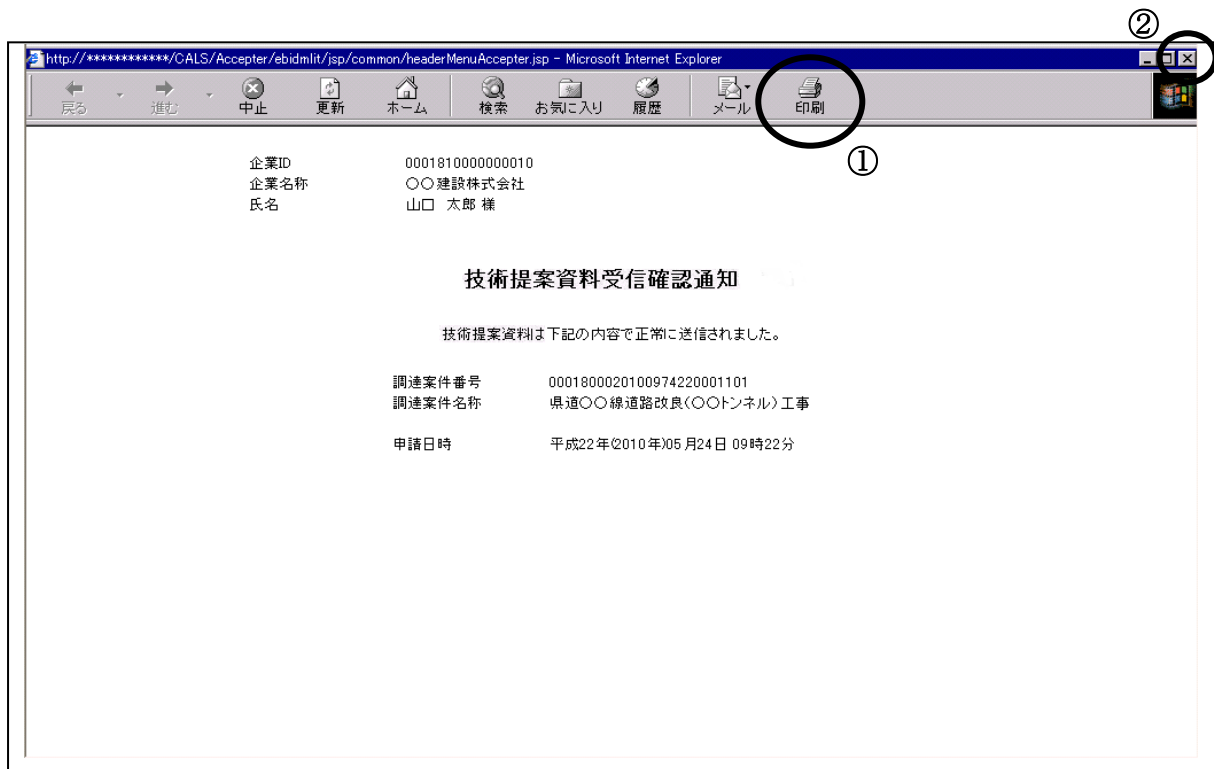 ②
http://************/CALS/Accepter/ebidmlit/jsp/common/headerMenuAccepter.jsp - Microsoft Internet Explorer
戻る 進む 中止 更新 ホーム 検索 お気に入り 履歴 メール 印刷
①
企業ID 0001810000000010
企業名称 〇〇建設株式会社
氏名 山口 太郎 様
技術提案資料受信確認通知
技術提案資料は下記の内容で正常に送信されました。
調達案件番号 0001800020100974220001101
調達案件名称 県道〇〇線道路改良(〇〇トンネル)工事
申請日時 平成22年(2010年)05月24日 09時22分